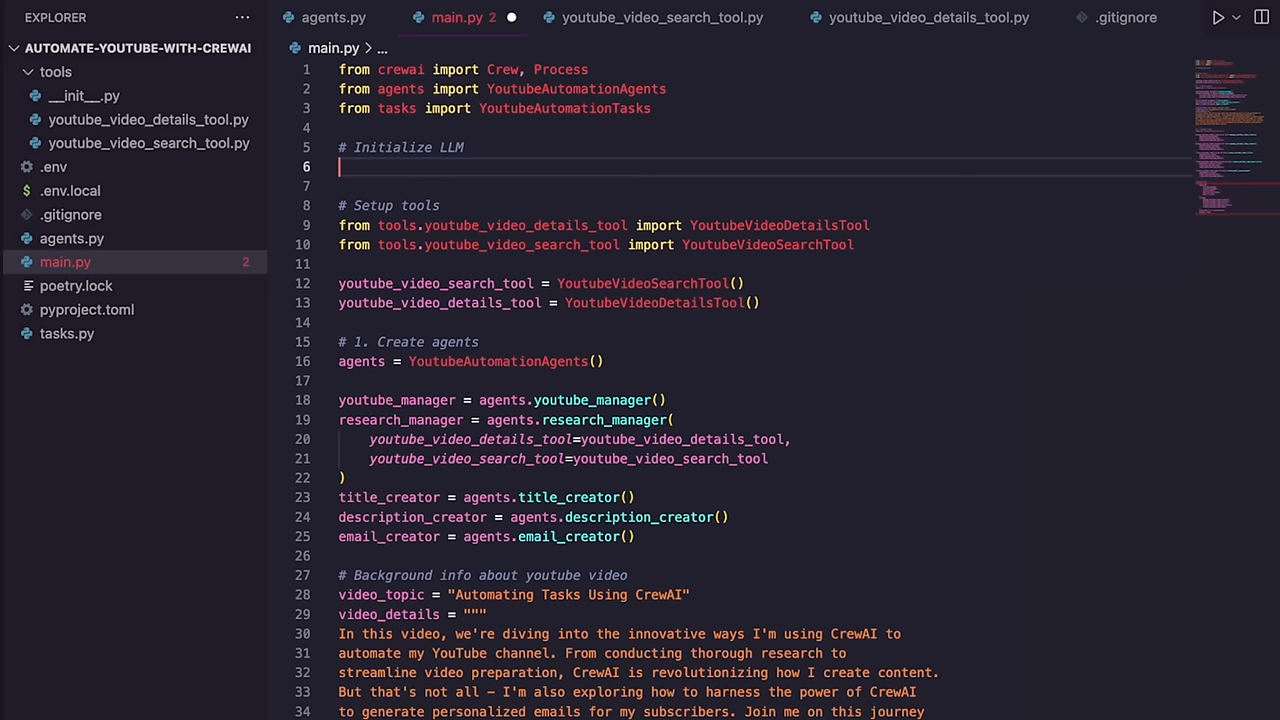 EXPLORER
AUTOMATE-YOUTUBE-WITH-CREWAI
tools
__init__.py
youtube_video_details_tool.py
youtube_video_search_tool.py
.env
$ .env.local
.gitignore
agents.py
main.py 2
poetry.lock
pyproject.toml
tasks.py
agents.py main.py 2 youtube_video_search_tool.py youtube_video_details_tool.py .gitignore
main.py > ...
1 from crewai import Crew, Process
2 from agents import YoutubeAutomationAgents
3 from tasks import YoutubeAutomationTasks
4
5 # Initialize LLM
6
7
8 # Setup tools
9 from tools.youtube_video_details_tool import YoutubeVideoDetailsTool
10 from tools.youtube_video_search_tool import YoutubeVideoSearchTool
11
12 youtube_video_search_tool = YoutubeVideoSearchTool()
13 youtube_video_details_tool = YoutubeVideoDetailsTool()
14
15 # 1. Create agents
16 agents = YoutubeAutomationAgents()
17
18 youtube_manager = agents.youtube_manager()
19 research_manager = agents.research_manager(
20 youtube_video_details_tool=youtube_video_details_tool,
21 youtube_video_search_tool=youtube_video_search_tool
22 )
23 title_creator = agents.title_creator()
24 description_creator = agents.description_creator()
25 email_creator = agents.email_creator()
26
27 # Background info about youtube video
28 video_topic = "Automating Tasks Using CrewAI"
29 video_details = """
30 In this video, we're diving into the innovative ways I'm using CrewAI to
31 automate my YouTube channel. From conducting thorough research to
32 streamline video preparation, CrewAI is revolutionizing how I create content.
33 But that's not all – I'm also exploring how to harness the power of CrewAI
34 to generate personalized emails for my subscribers. Join me on this journey